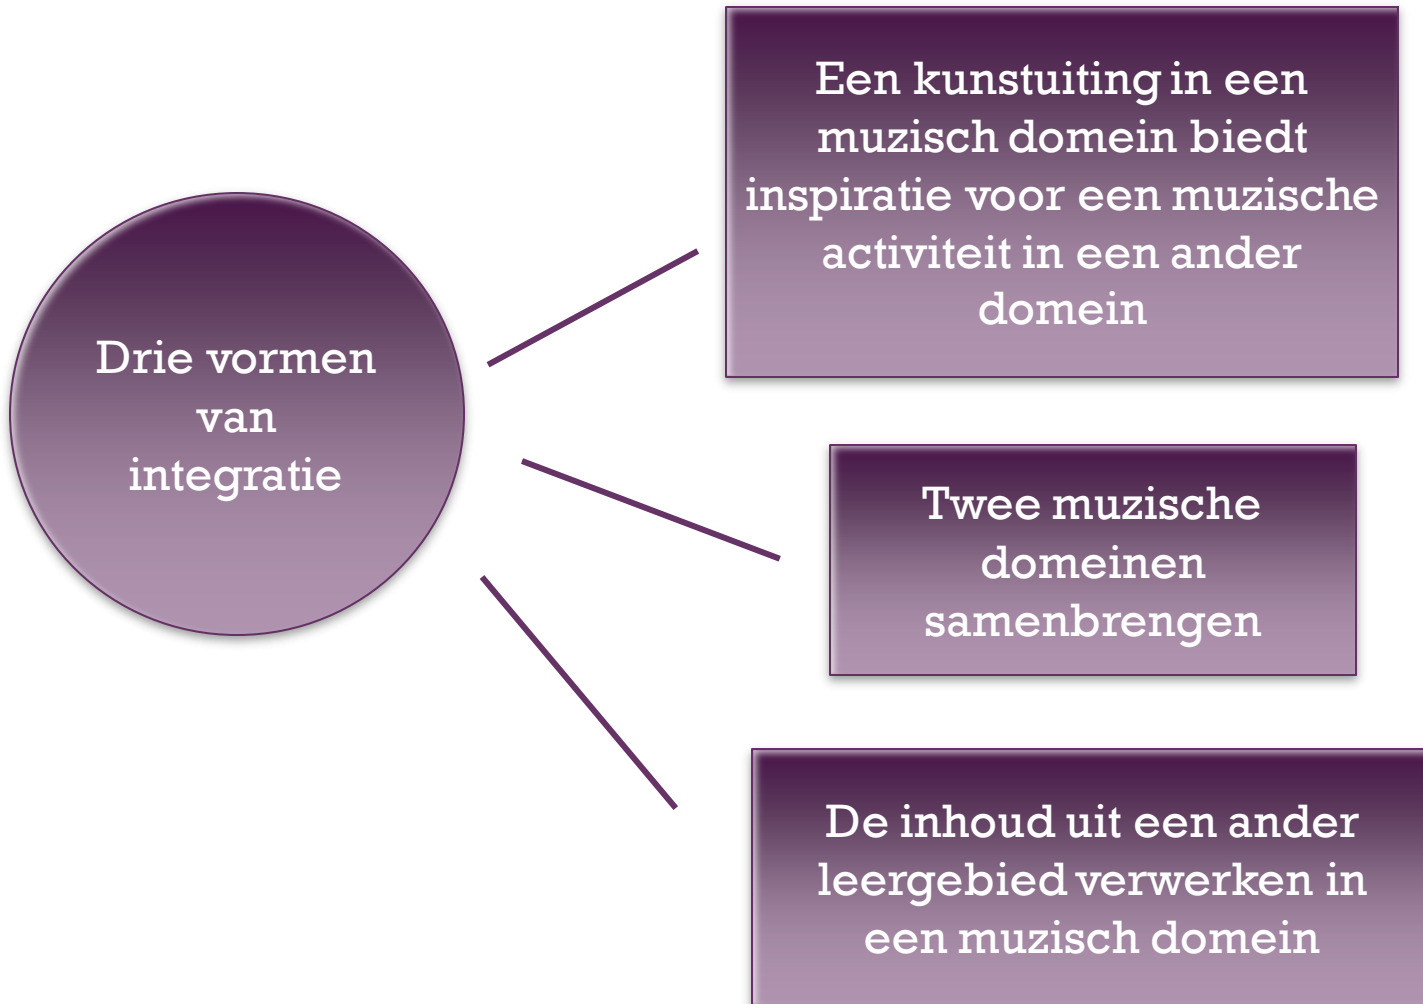 Drie vormen
van
integratie
Een kunstuiting in een
muzisch domein biedt
inspiratie voor een muzische
activiteit in een ander
domein
Twee muzische
domeinen
samenbrengen
De inhoud uit een ander
leergebied verwerken in
een muzisch domein